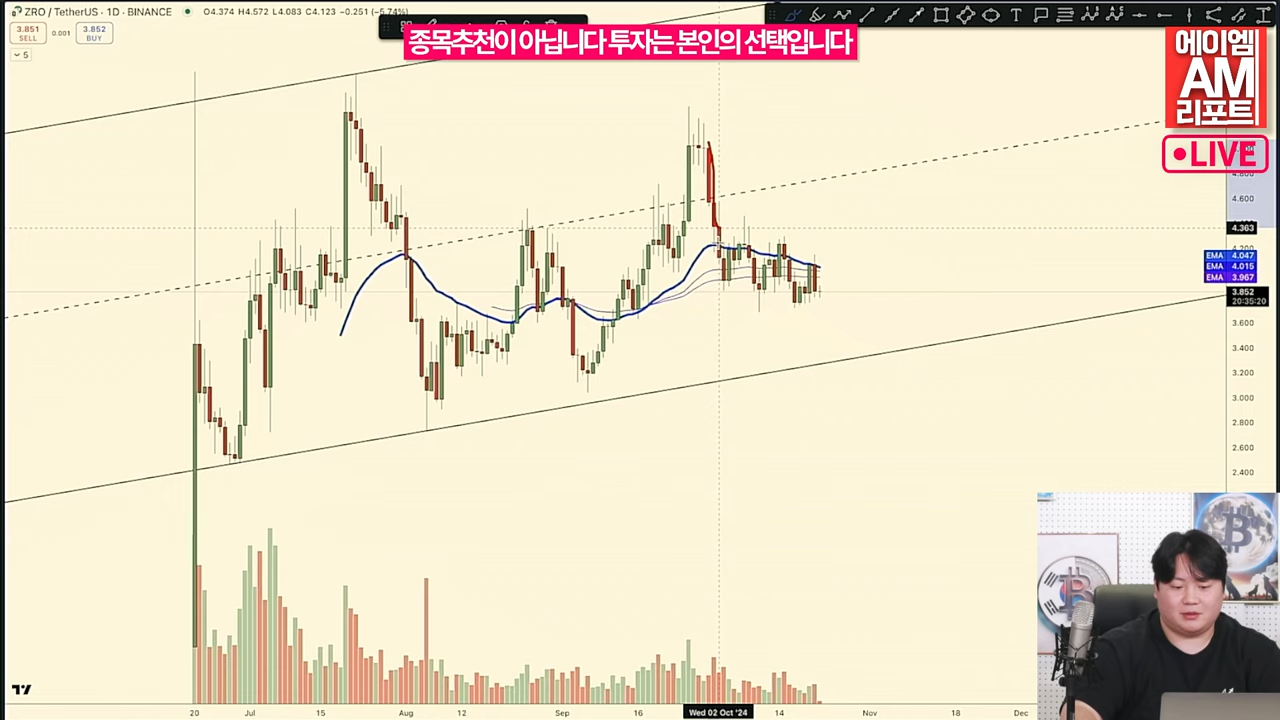 ZRO / TetherUS · 1D · BINANCE
O4.374 H4.572 L4.083 C4.123 −0.251 (−5.74%)
3.851
SELL
0.001
3.852
BUY
5
종목추천이 아닙니다 투자는 본인의 선택입니다
에이엠
AM
리포트
LIVE
4.800
4.600
4.363
4.200
EMA 4.047
EMA 4.015
EMA 3.967
3.852
20:35:20
3.600
3.400
3.200
3.000
2.800
2.600
2.400
20 Jul 15 Aug 12 Sep 16 Wed 02 Oct '24 14 Nov 18 Dec